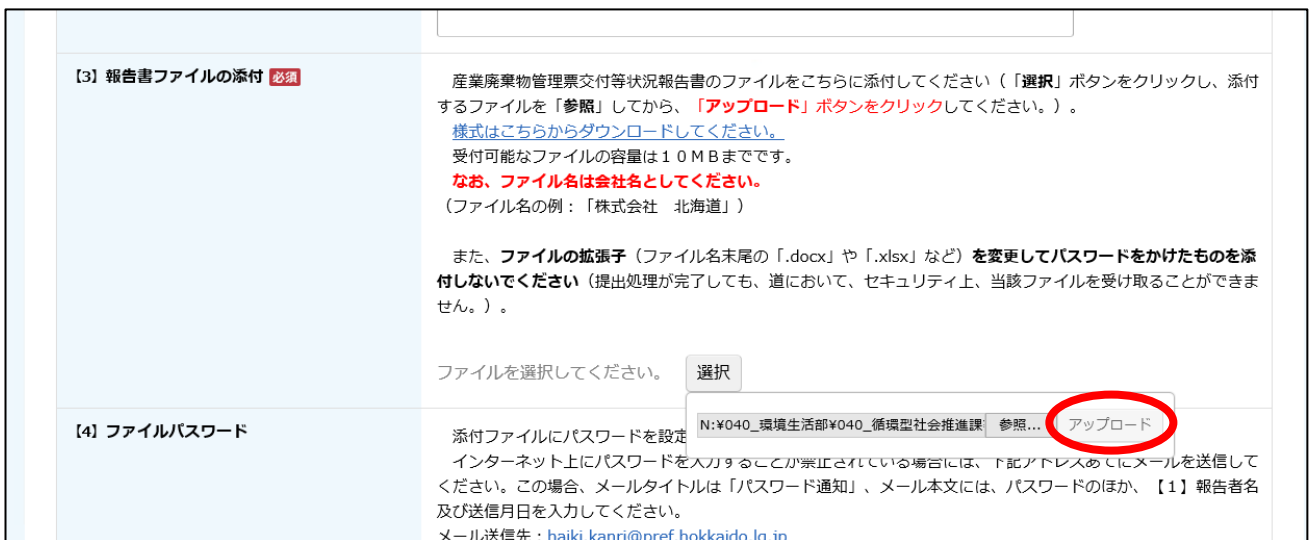 【3】報告書ファイルの添付 必須
産業廃棄物管理票交付等状況報告書のファイルをこちらに添付してください（「選択」ボタンをクリックし、添付
するファイルを「参照」してから、「アップロード」ボタンをクリックしてください。）。
様式はこちらからダウンロードしてください。
受付可能なファイルの容量は１０ＭＢまでです。
なお、ファイル名は会社名としてください。
（ファイル名の例：「株式会社　北海道」）
また、ファイルの拡張子（ファイル名末尾の「.docx」や「.xlsx」など）を変更してパスワードをかけたものを添
付しないでください（提出処理が完了しても、道において、セキュリティ上、当該ファイルを受け取ることができま
せん。）。
ファイルを選択してください。 選択
N:¥040_環境生活部¥040_循環型社会推進課 参照... アップロード
【4】ファイルパスワード
添付ファイルにパスワードを設定
インターネット上にパスワードを入力することが禁止されている場合には、下記アドレスあてにメールを送信して
ください。この場合、メールタイトルは「パスワード通知」、メール本文には、パスワードのほか、【1】報告者名
及び送信月日を入力してください。
メール送信先：haiki.kanri@pref.hokkaido.lg.jp